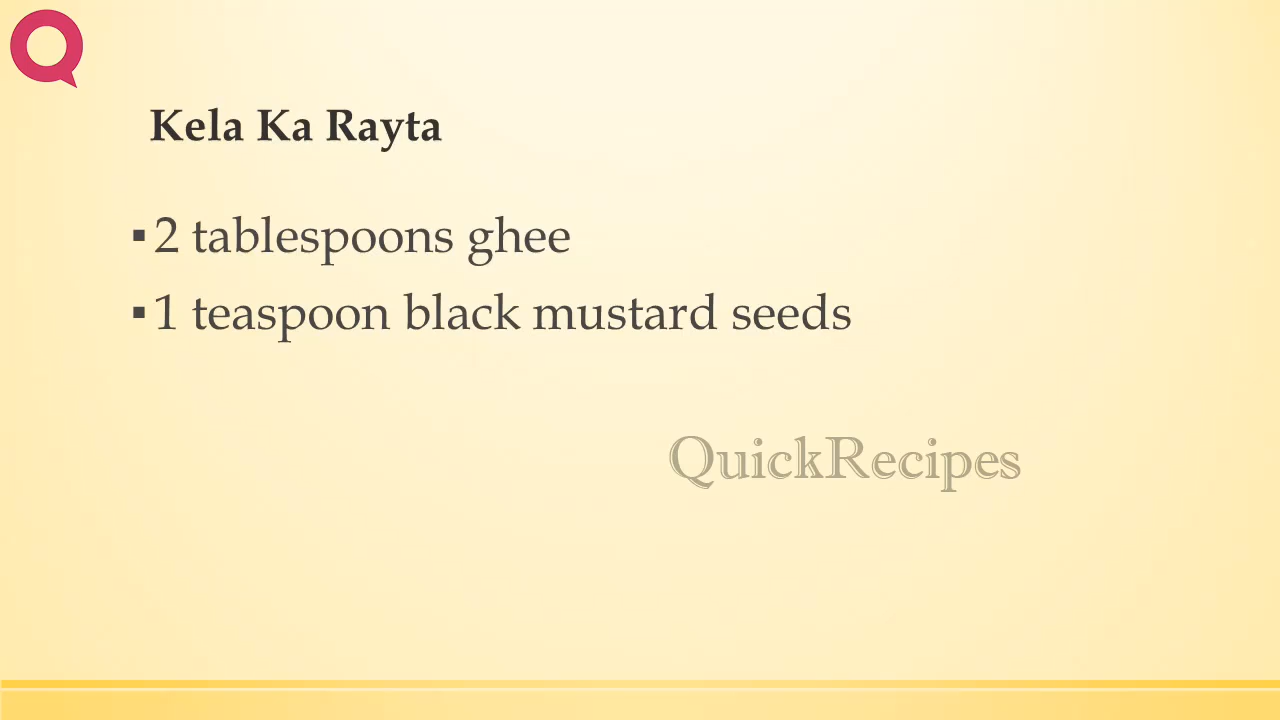 Kela Ka Rayta
▪ 2 tablespoons ghee
▪ 1 teaspoon black mustard seeds
QuickRecipes